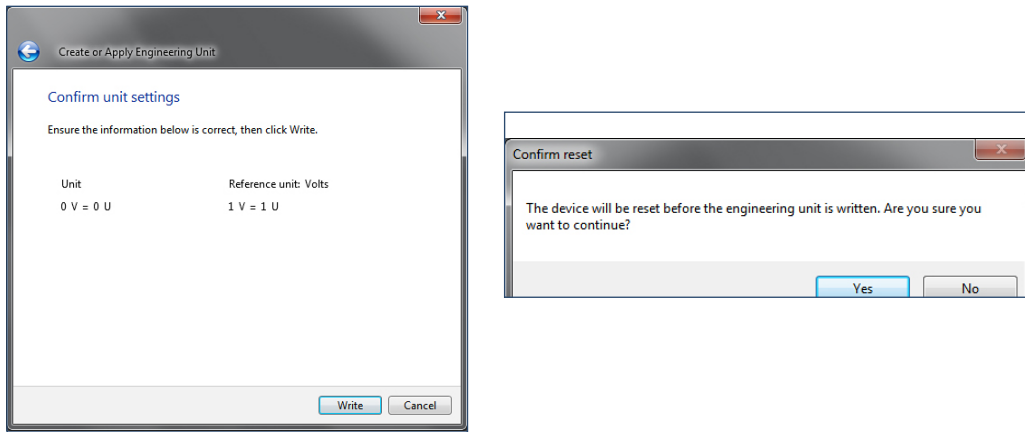 Create or Apply Engineering Unit
Confirm unit settings
Ensure the information below is correct, then click Write.
Unit
Reference unit: Volts
0 V = 0 U
1 V = 1 U
Write
Cancel
Confirm reset
The device will be reset before the engineering unit is written. Are you sure you
want to continue?
Yes
No